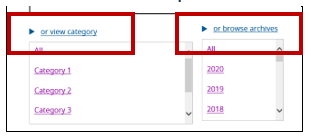 or view category
All
Category 1
Category 2
Category 3
or browse archives
All
2020
2019
2018